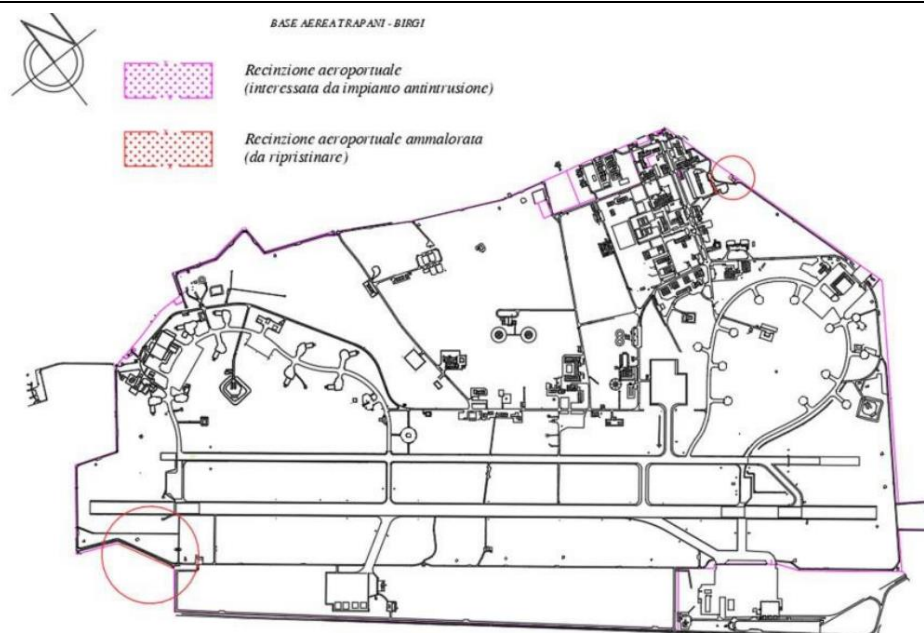 BASE AEREA TRAPANI - BIRGI
Recinzione aeroportuale
(interessata da impianto antintrusione)
Recinzione aeroportuale ammalorata
(da ripristinare)